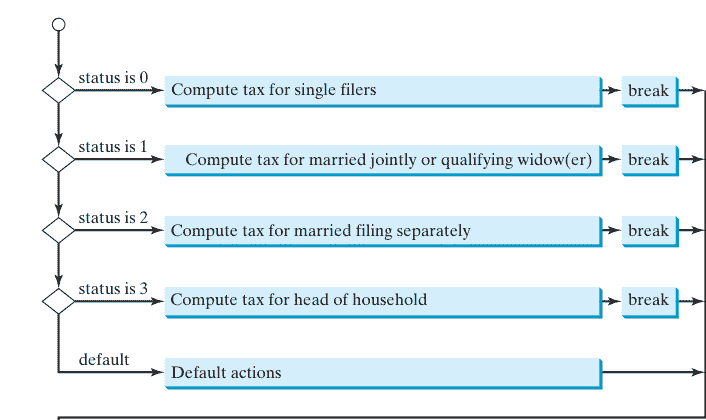 status is 0
Compute tax for single filers
break
status is 1
Compute tax for married jointly or qualifying widow(er)
break
status is 2
Compute tax for married filing separately
break
status is 3
Compute tax for head of household
break
default
Default actions